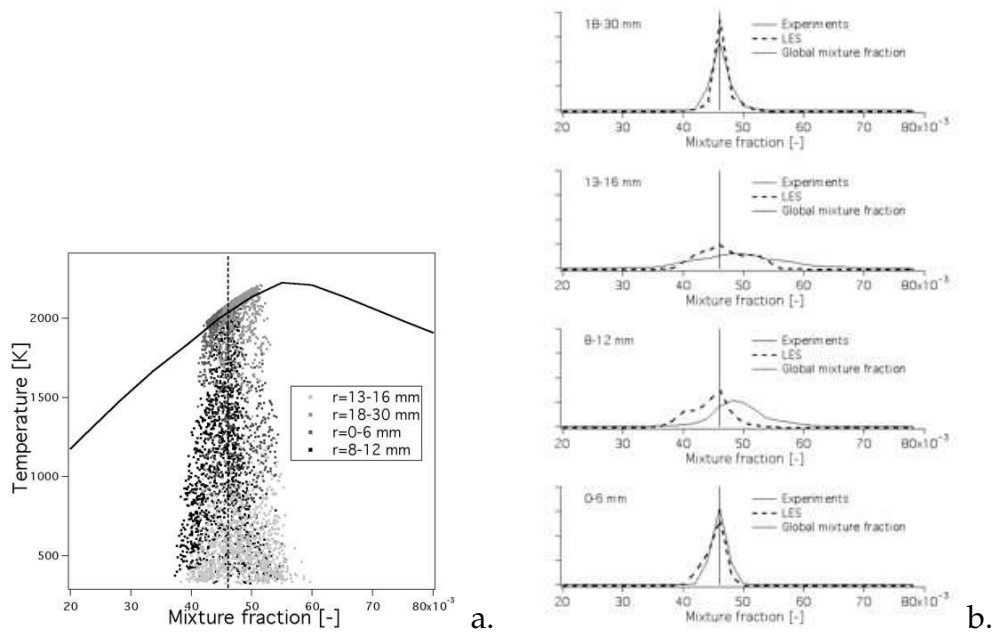 Temperature [K]
2000
1500
1000
500
r=13-16 mm
r=18-30 mm
r=0-6 mm
r=8-12 mm
20 30 40 50 60 70 80x10-3
Mixture fraction [-]
a.
18-30 mm
Experiments
LES
Global mixture fraction
20 30 40 50 60 70 80x10-3
Mixture fraction [-]
13-16 mm
Experiments
LES
Global mixture fraction
20 30 40 50 60 70 80x10-3
Mixture fraction [-]
8-12 mm
Experiments
LES
Global mixture fraction
20 30 40 50 60 70 80x10-3
Mixture fraction [-]
0-6 mm
Experiments
LES
Global mixture fraction
20 30 40 50 60 70 80x10-3
Mixture fraction [-]
b.